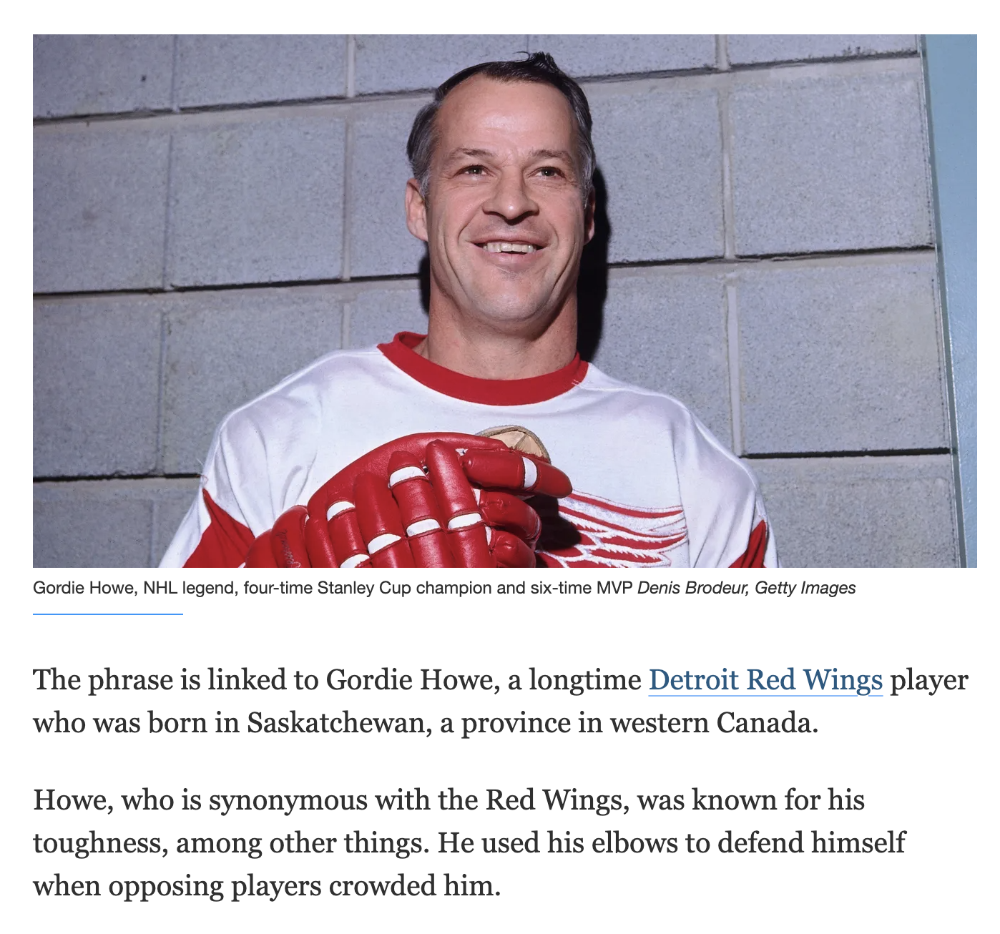 Gordie Howe, NHL legend, four-time Stanley Cup champion and six-time MVP Denis Brodeur, Getty Images
The phrase is linked to Gordie Howe, a longtime Detroit Red Wings player
who was born in Saskatchewan, a province in western Canada.
Howe, who is synonymous with the Red Wings, was known for his
toughness, among other things. He used his elbows to defend himself
when opposing players crowded him.